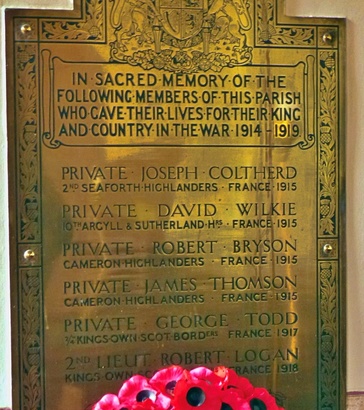 IN SACRED MEMORY OF THE
FOLLOWING MEMBERS OF THIS PARISH
WHO GAVE THEIR LIVES FOR THEIR KING
AND COUNTRY IN THE WAR · 1914 - 1919
PRIVATE · JOSEPH · COLTHERD
2ND SEAFORTH HIGHLANDERS · FRANCE · 1915
PRIVATE · DAVID · WILKIE
10TH ARGYLL & SUTHERLAND HRS · FRANCE · 1915
PRIVATE · ROBERT · BRYSON
CAMERON HIGHLANDERS · FRANCE · 1915
PRIVATE · JAMES · THOMSON
CAMERON HIGHLANDERS · FRANCE · 1915
PRIVATE · GEORGE · TODD
KINGS OWN SCOT BORDERS · FRANCE 1917
2ND LIEUT · ROBERT · LOGAN
KINGS OWN FRANCE · 1918